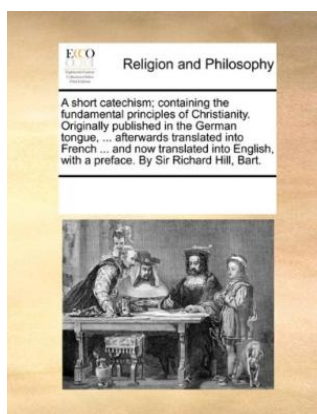 ECCO
Religion and Philosophy
A short catechism; containing the
fundamental principles of Christianity.
Originally published in the German
tongue, ... afterwards translated into
French ... and now translated into English,
with a preface. By Sir Richard Hill, Bart.